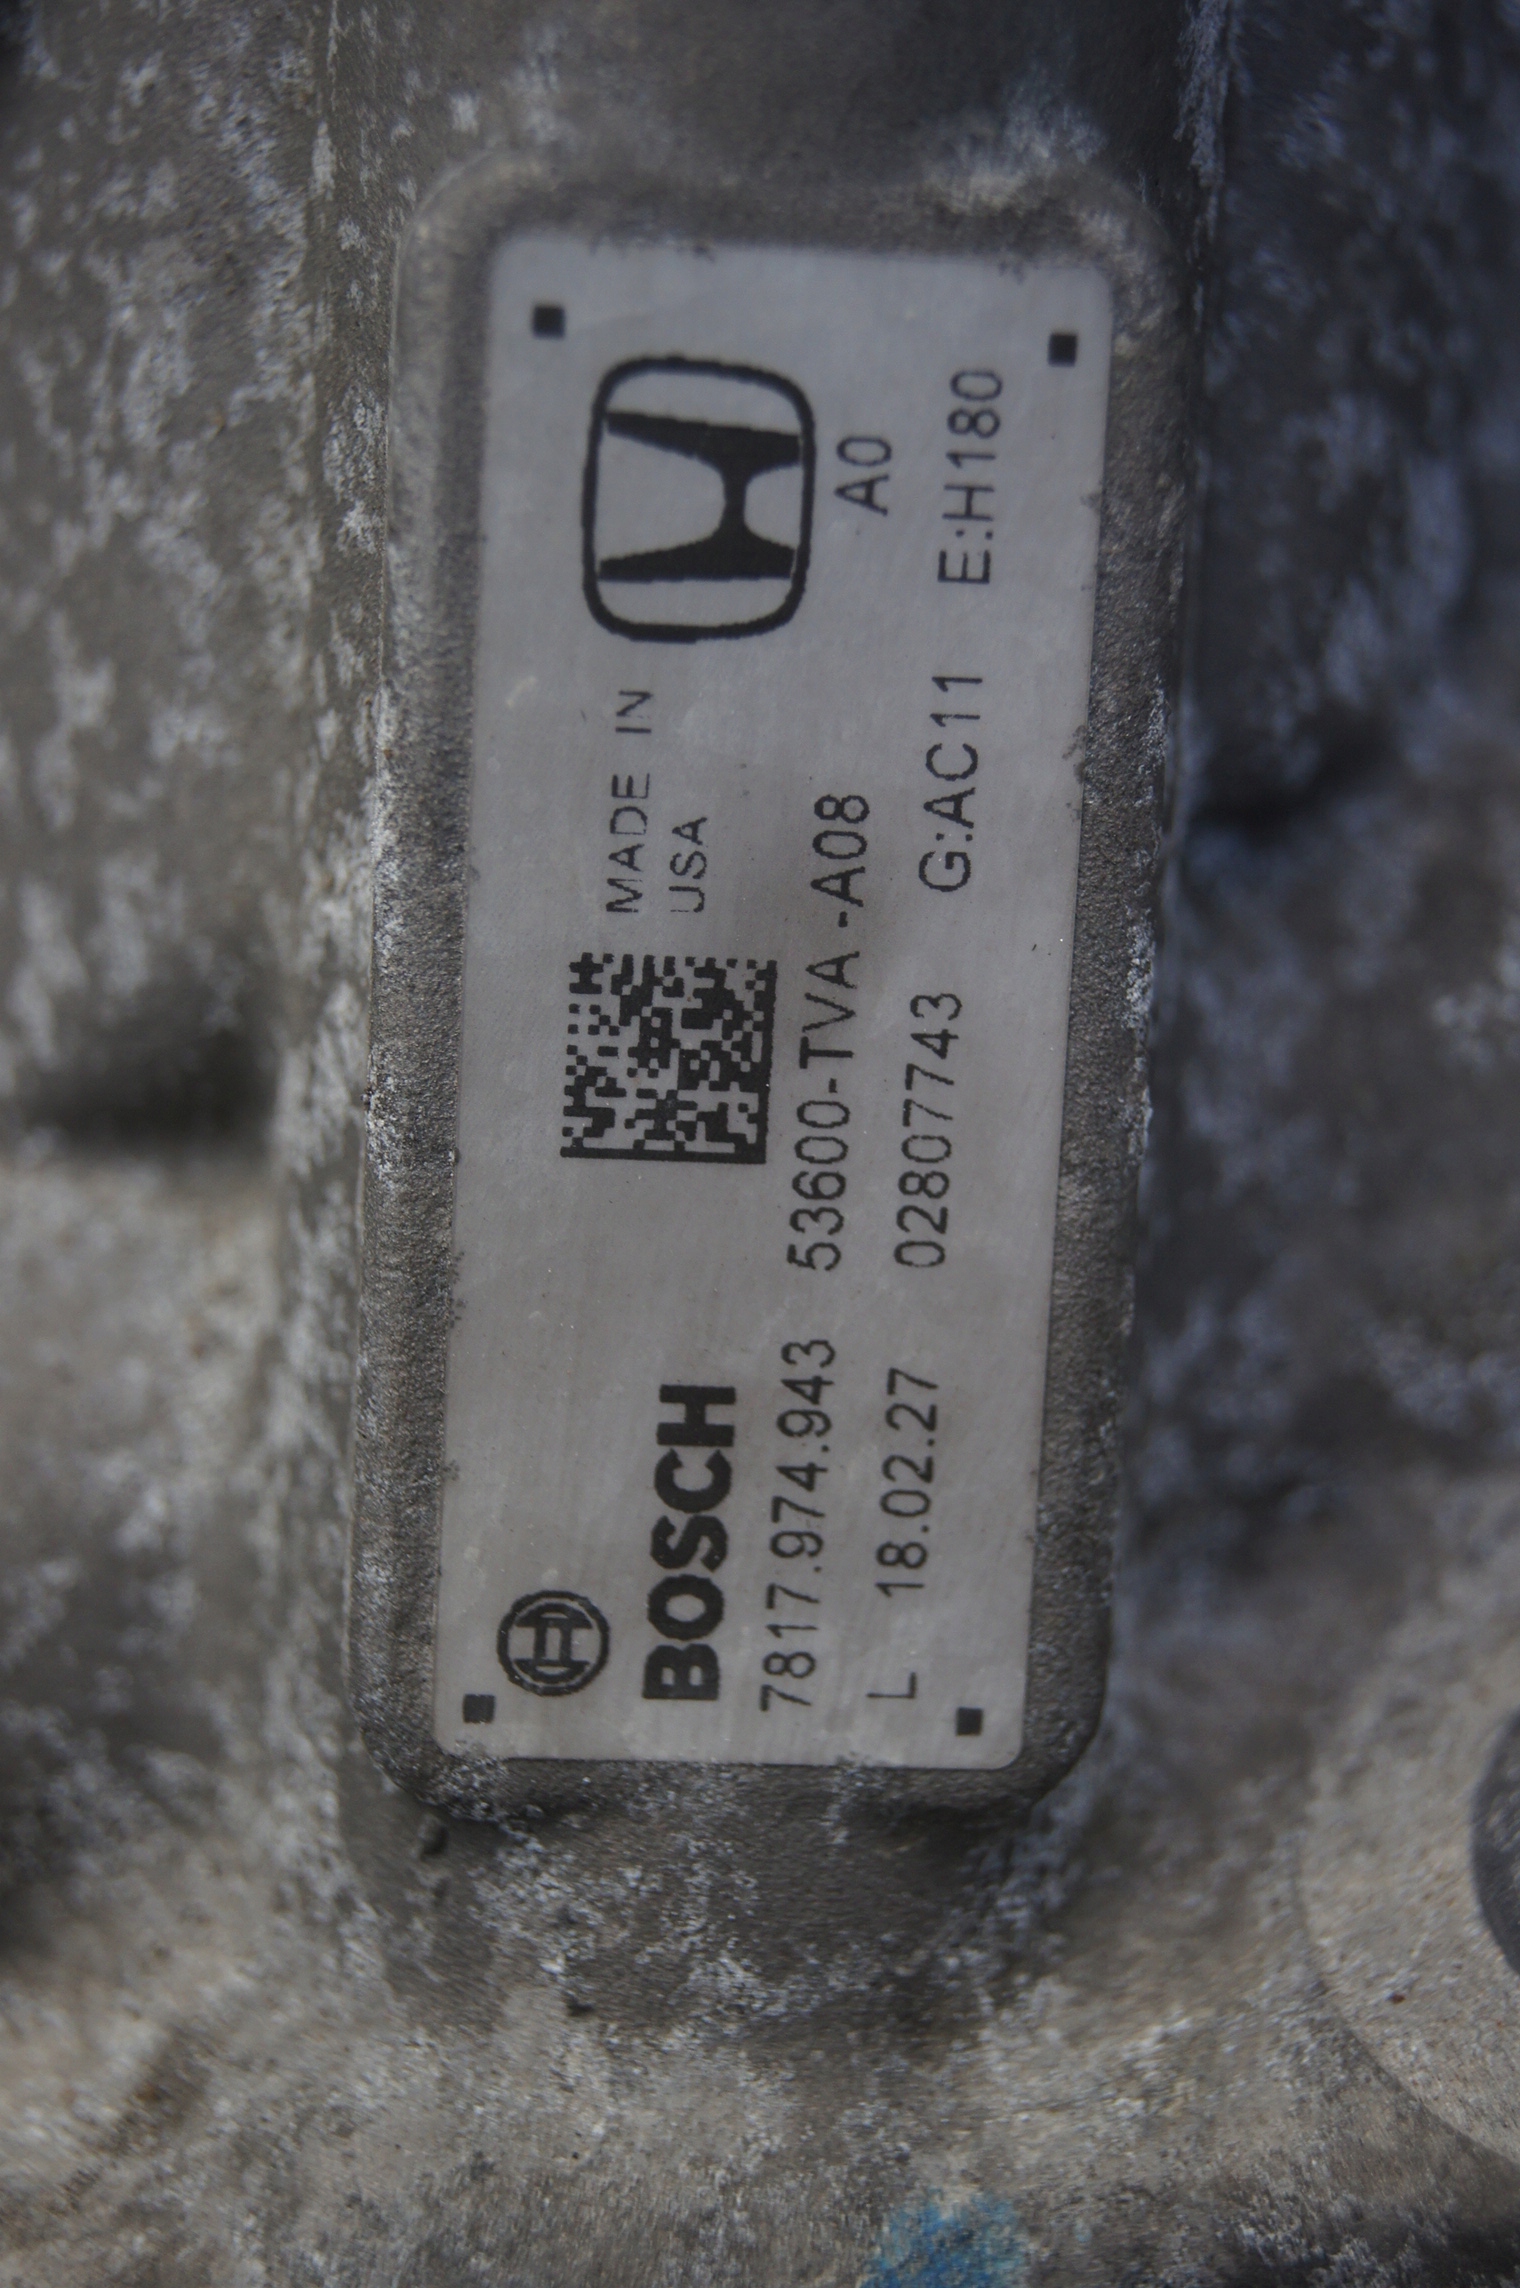 MADE IN
USA
BOSCH
7817.974.943 53600-TVA-A08 A0
L 18.02.27 02807743 G:AC11 E:H180